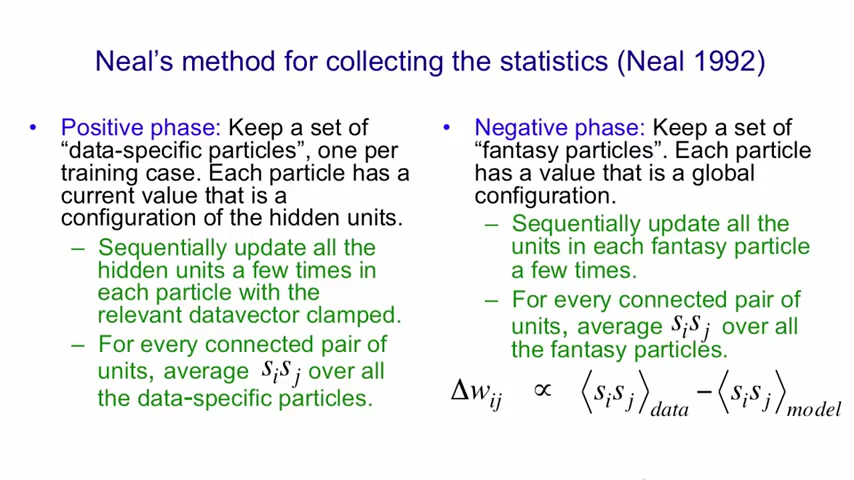 Neal's method for collecting the statistics (Neal 1992)
• Positive phase: Keep a set of
"data-specific particles", one per
training case. Each particle has a
current value that is a
configuration of the hidden units.
– Sequentially update all the
hidden units a few times in
each particle with the
relevant datavector clamped.
– For every connected pair of
units, average s_i s_j over all
the data-specific particles.
• Negative phase: Keep a set of
"fantasy particles". Each particle
has a value that is a global
configuration.
– Sequentially update all the
units in each fantasy particle
a few times.
– For every connected pair of
units, average s_i s_j over all
the fantasy particles.
Δw_ij ∝ ⟨s_i s_j⟩_data − ⟨s_i s_j⟩_model